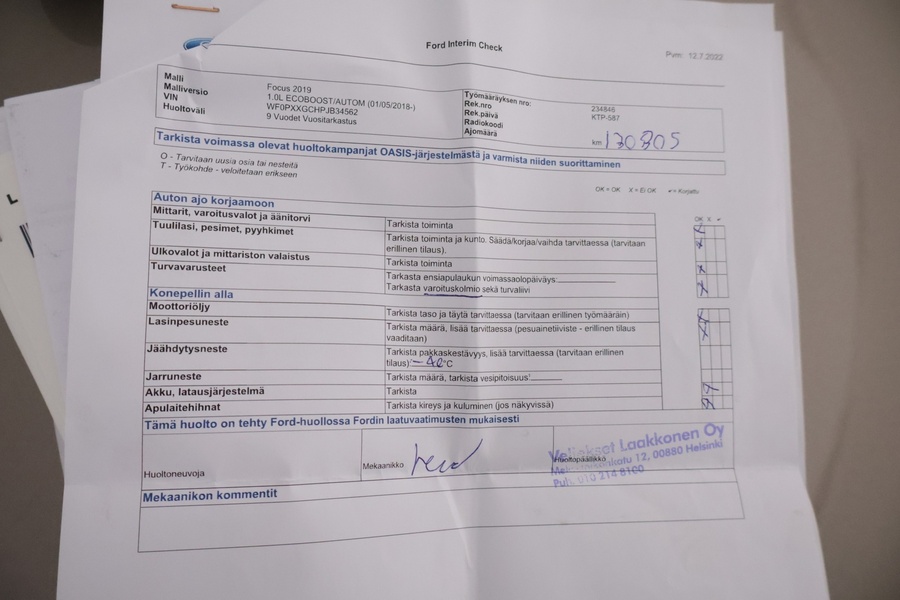 Ford Interim Check
Pvm: 12.7.2022
Malli Focus 2019
Malliversio 1.0L ECOBOOST/AUTOM (01/05/2018-)
VIN WF0PXXGCHPJB34562
Huoltoväli 9 Vuodet Vuositarkastus
Työmääräyksen nro: 234846
Rek.nro KTP-587
Rek.päivä
Radiokoodi
Ajomäärä km 130805
Tarkista voimassa olevat huoltokampanjat OASIS-järjestelmästä ja varmista niiden suorittaminen
O - Tarvitaan uusia osia tai nesteitä
T - Työkohde - veloitetaan erikseen
OK = OK X = Ei OK ✔= Korjattu
Auton ajo korjaamoon
OK X ✔
Mittarit, varoitusvalot ja äänitorvi Tarkista toiminta
Tuulilasi, pesimet, pyyhkimet Tarkista toiminta ja kunto. Säädä/korjaa/vaihda tarvittaessa (tarvitaan
erillinen tilaus).
Ulkovalot ja mittariston valaistus Tarkista toiminta
Turvavarusteet Tarkasta ensiapulaukun voimassaolopäiväys:
Tarkasta varoituskolmio sekä turvaliivi
Konepellin alla
Moottoriöljy Tarkista taso ja täytä tarvittaessa (tarvitaan erillinen työmääräin)
Lasinpesuneste Tarkista määrä, lisää tarvittaessa (pesuainetiiviste - erillinen tilaus
vaaditaan)
Jäähdytysneste Tarkista pakkaskestävyys, lisää tarvittaessa (tarvitaan erillinen
tilaus) °C
Jarruneste Tarkista määrä, tarkista vesipitoisuus
Akku, latausjärjestelmä Tarkista
Apulaitehihnat Tarkista kireys ja kuluminen (jos näkyvissä)
Tämä huolto on tehty Ford-huollossa Fordin laatuvaatimusten mukaisesti
Huoltoneuvoja
Mekaanikko
Huoltopäällikkö
Veljekset Laakkonen Oy
12, 00880 Helsinki
Puh. 010 214 8100
Mekaanikon kommentit